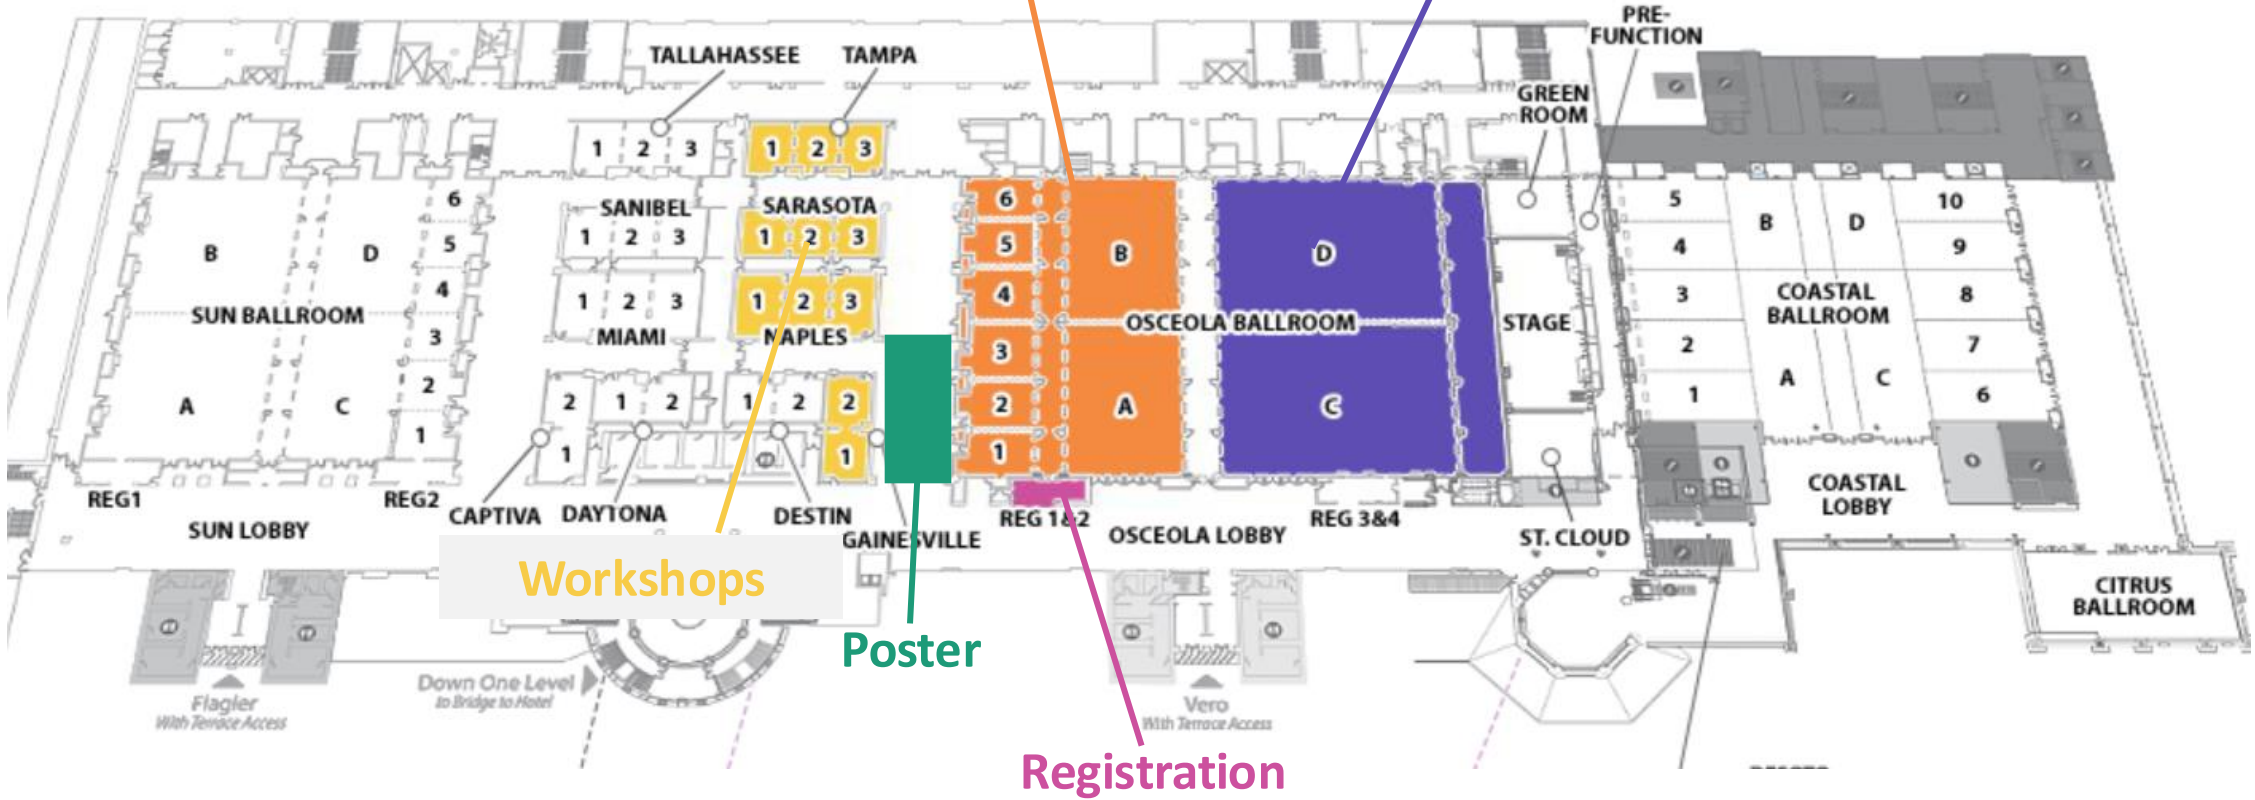 PRE-
FUNCTION
TALLAHASSEE
TAMPA
GREEN
ROOM
1 2 3
1 2 3
SANIBEL
1 2 3
SARASOTA
1 2 3
1 2 3
MIAMI
1 2 3
NAPLES
B
D
6
5
4
3
2
1
SUN BALLROOM
A
C
REG1
REG2
SUN LOBBY
2
1
CAPTIVA
1 2
DAYTONA
1 2
DESTIN
2
1
GAINESVILLE
6
5
4
3
2
1
B
A
OSCEOLA BALLROOM
D
C
STAGE
REG 1&2
OSCEOLA LOBBY
REG 3&4
ST. CLOUD
5
4
3
2
1
B
D
COASTAL
BALLROOM
A
C
10
9
8
7
6
COASTAL
LOBBY
CITRUS
BALLROOM
Workshops
Poster
Registration
Flagler
With Terrace Access
Down One Level
to Bridge to Hotel
Vero
With Terrace Access